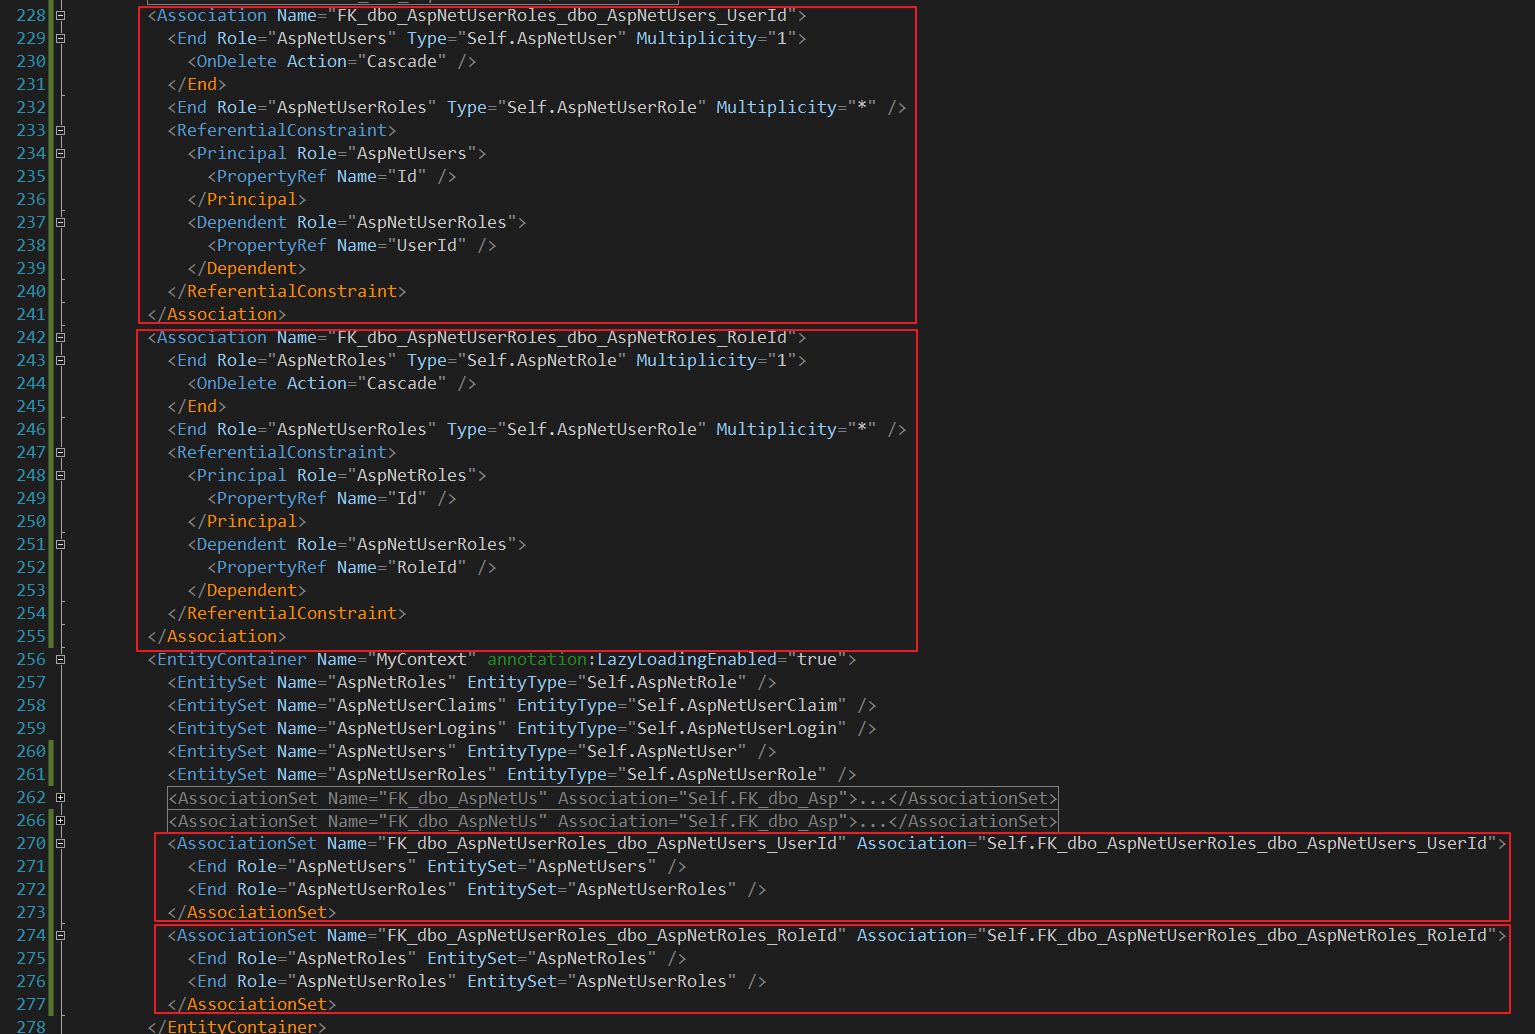 228 <Association Name="FK_dbo_AspNetUserRoles_dbo_AspNetUsers_UserId">
229 <End Role="AspNetUsers" Type="Self.AspNetUser" Multiplicity="1">
230 <OnDelete Action="Cascade" />
231 </End>
232 <End Role="AspNetUserRoles" Type="Self.AspNetUserRole" Multiplicity="*" />
233 <ReferentialConstraint>
234 <Principal Role="AspNetUsers">
235 <PropertyRef Name="Id" />
236 </Principal>
237 <Dependent Role="AspNetUserRoles">
238 <PropertyRef Name="UserId" />
239 </Dependent>
240 </ReferentialConstraint>
241 </Association>
242 <Association Name="FK_dbo_AspNetUserRoles_dbo_AspNetRoles_RoleId">
243 <End Role="AspNetRoles" Type="Self.AspNetRole" Multiplicity="1">
244 <OnDelete Action="Cascade" />
245 </End>
246 <End Role="AspNetUserRoles" Type="Self.AspNetUserRole" Multiplicity="*" />
247 <ReferentialConstraint>
248 <Principal Role="AspNetRoles">
249 <PropertyRef Name="Id" />
250 </Principal>
251 <Dependent Role="AspNetUserRoles">
252 <PropertyRef Name="RoleId" />
253 </Dependent>
254 </ReferentialConstraint>
255 </Association>
256 <EntityContainer Name="MyContext" annotation:LazyLoadingEnabled="true">
257 <EntitySet Name="AspNetRoles" EntityType="Self.AspNetRole" />
258 <EntitySet Name="AspNetUserClaims" EntityType="Self.AspNetUserClaim" />
259 <EntitySet Name="AspNetUserLogins" EntityType="Self.AspNetUserLogin" />
260 <EntitySet Name="AspNetUsers" EntityType="Self.AspNetUser" />
261 <EntitySet Name="AspNetUserRoles" EntityType="Self.AspNetUserRole" />
262 <AssociationSet Name="FK_dbo_AspNetUs" Association="Self.FK_dbo_Asp">...</AssociationSet>
266 <AssociationSet Name="FK_dbo_AspNetUs" Association="Self.FK_dbo_Asp">...</AssociationSet>
270 <AssociationSet Name="FK_dbo_AspNetUserRoles_dbo_AspNetUsers_UserId" Association="Self.FK_dbo_AspNetUserRoles_dbo_AspNetUsers_UserId">
271 <End Role="AspNetUsers" EntitySet="AspNetUsers" />
272 <End Role="AspNetUserRoles" EntitySet="AspNetUserRoles" />
273 </AssociationSet>
274 <AssociationSet Name="FK_dbo_AspNetUserRoles_dbo_AspNetRoles_RoleId" Association="Self.FK_dbo_AspNetUserRoles_dbo_AspNetRoles_RoleId">
275 <End Role="AspNetRoles" EntitySet="AspNetRoles" />
276 <End Role="AspNetUserRoles" EntitySet="AspNetUserRoles" />
277 </AssociationSet>
278 </EntityContainer>